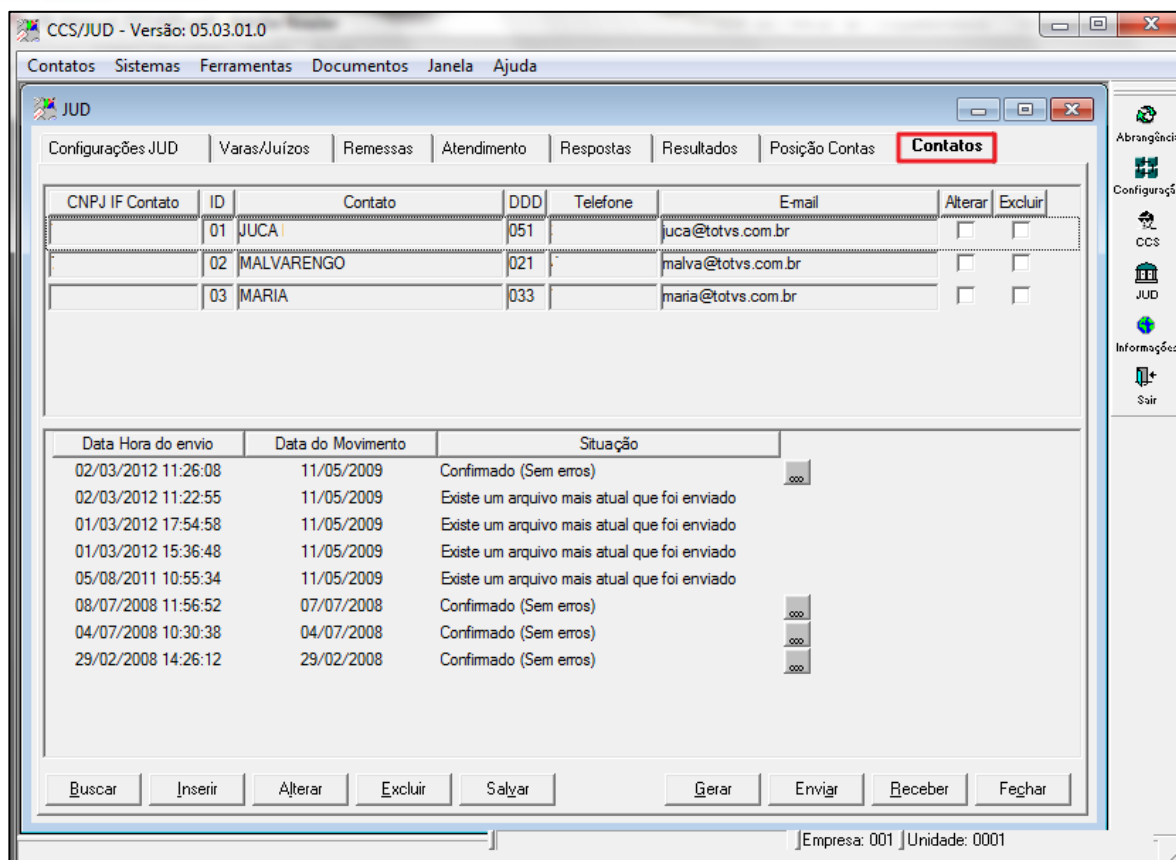 CCS/JUD - Versão: 05.03.01.0
Contatos Sistemas Ferramentas Documentos Janela Ajuda
JUD
Configurações JUD Varas/Juízos Remessas Atendimento Respostas Resultados Posição Contas Contatos
CNPJ IF Contato ID Contato DDD Telefone E-mail Alterar Excluir
01 JUCA 051 juca@totvs.com.br
02 MALVARENGO 021 malva@totvs.com.br
03 MARIA 033 maria@totvs.com.br
Data Hora do envio Data do Movimento Situação
02/03/2012 11:26:08 11/05/2009 Confirmado (Sem erros)
02/03/2012 11:22:55 11/05/2009 Existe um arquivo mais atual que foi enviado
01/03/2012 17:54:58 11/05/2009 Existe um arquivo mais atual que foi enviado
01/03/2012 15:36:48 11/05/2009 Existe um arquivo mais atual que foi enviado
05/08/2011 10:55:34 11/05/2009 Existe um arquivo mais atual que foi enviado
08/07/2008 11:56:52 07/07/2008 Confirmado (Sem erros)
04/07/2008 10:30:38 04/07/2008 Confirmado (Sem erros)
29/02/2008 14:26:12 29/02/2008 Confirmado (Sem erros)
Buscar Inserir Alterar Excluir Salvar Gerar Enviar Receber Fechar
Empresa: 001 Unidade: 0001
Abrangênci
Configuraçõ
CCS
JUD
Informações
Sair